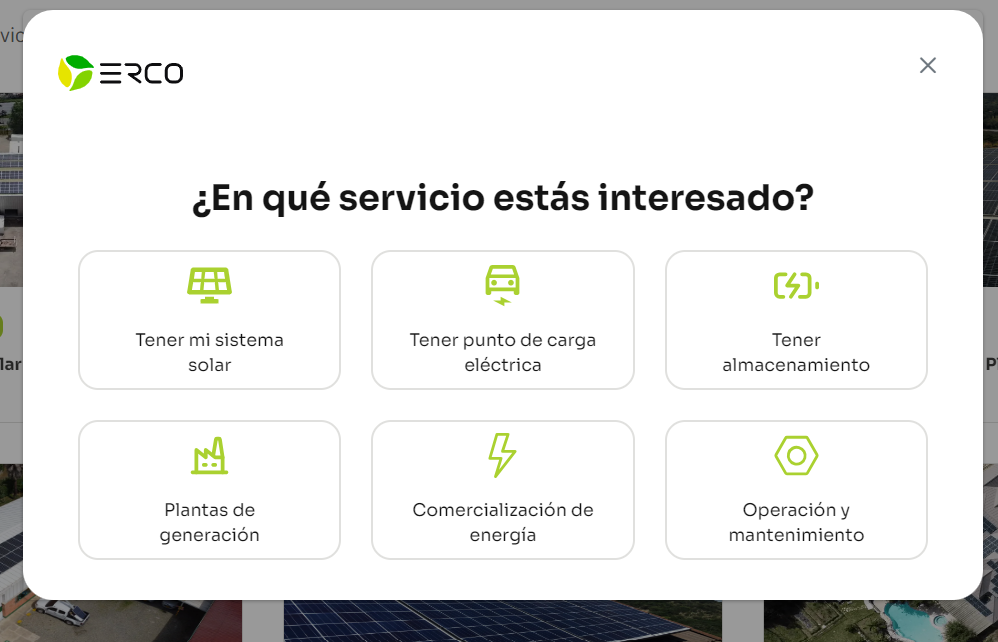 ERCO
¿En qué servicio estás interesado?
Tener mi sistema
solar
Tener punto de carga
eléctrica
Tener
almacenamiento
Plantas de
generación
Comercialización de
energía
Operación y
mantenimiento